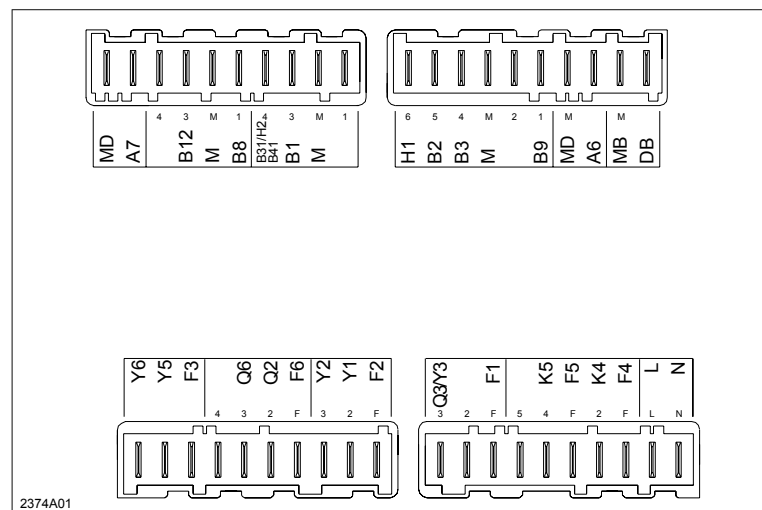 4 3 M 1 4 3 M 1
MD A7 B12 M B8 B31/H2 B41 B1 M
6 5 4 M 2 1 M M
H1 B2 B3 M B9 MD A6 MB DB
Y6 Y5 F3 Q6 Q2 F6 Y2 Y1 F2
4 3 2 F 3 2 F
Q3/Y3 F1 K5 F5 K4 F4 L N
3 2 F 5 4 F 2 F L N
2374A01